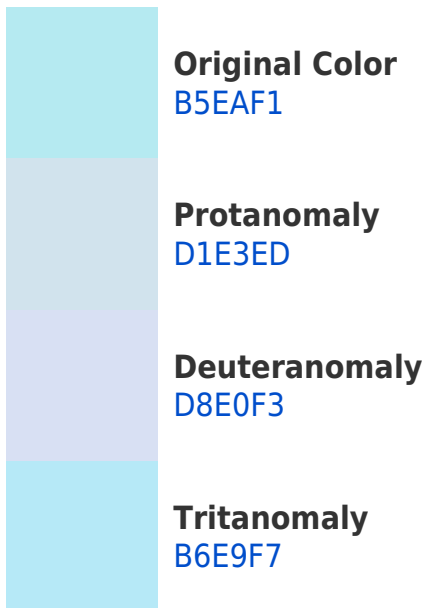 Original Color
B5EAF1
Protanomaly
D1E3ED
Deuteranomaly
D8E0F3
Tritanomaly
B6E9F7